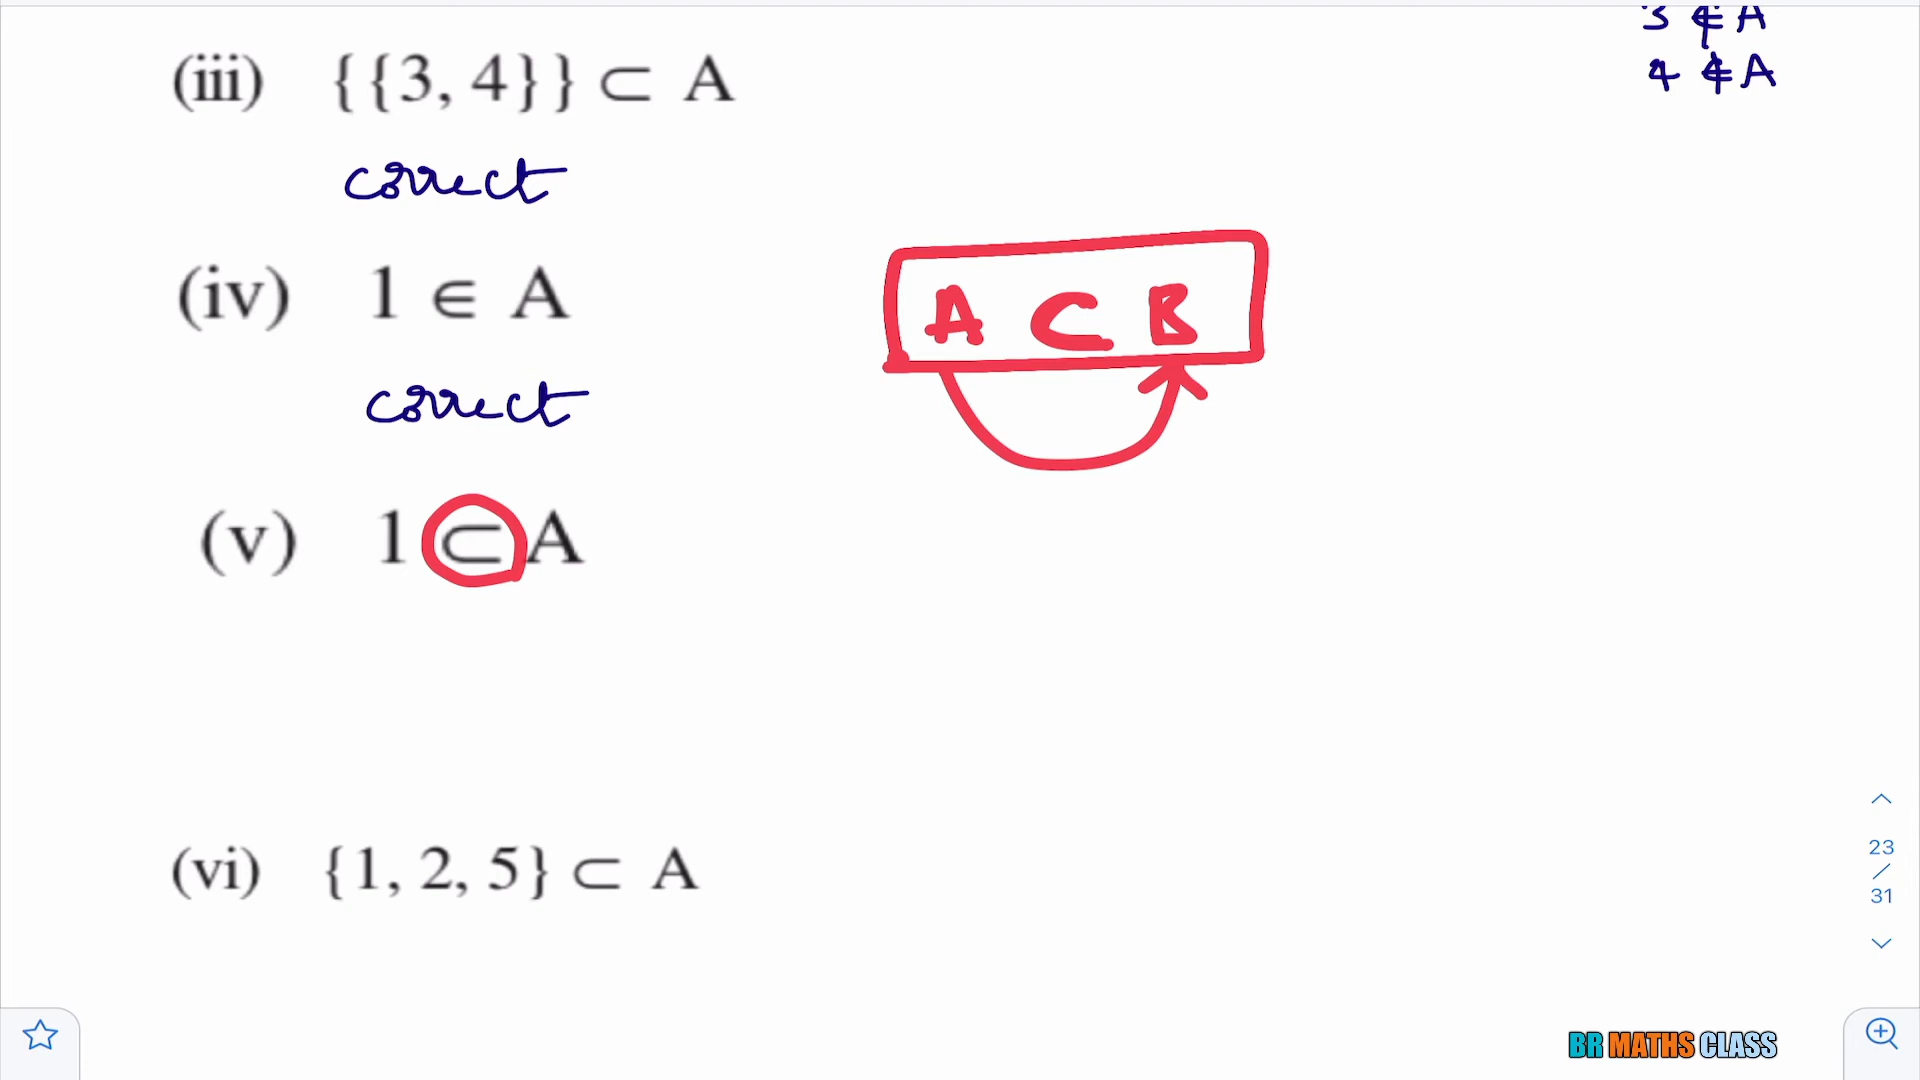 3 ∉ A
(iii) {{3, 4}} ⊂ A
4 ∉ A
correct
(iv) 1 ∈ A
A ⊂ B
correct
(v) 1 ⊂ A
(vi) {1, 2, 5} ⊂ A
23
/
31
BR MATHS CLASS